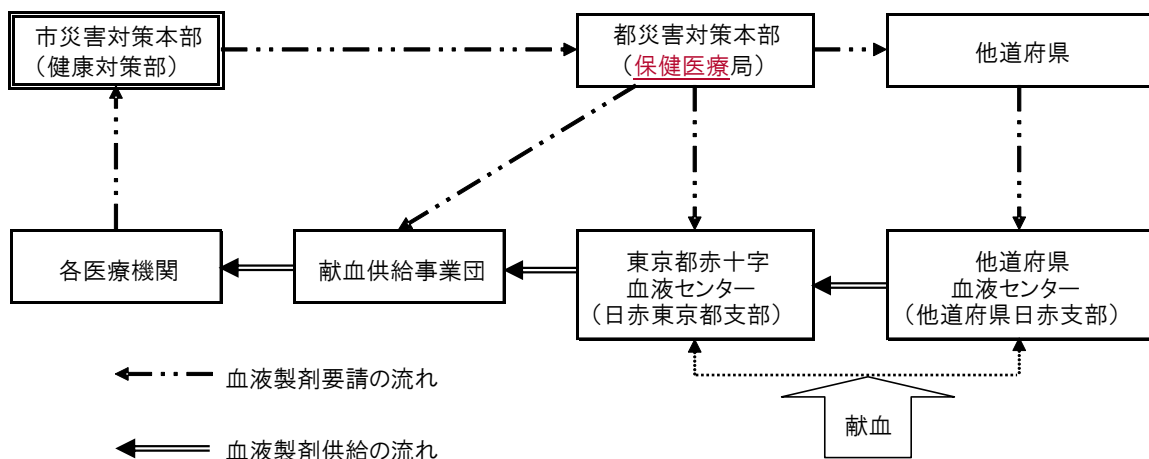 市災害対策本部
（健康対策部）
都災害対策本部
（保健医療局）
他道府県
各医療機関
献血供給事業団
東京都赤十字
血液センター
（日赤東京都支部）
他道府県
血液センター
（他道府県日赤支部）
血液製剤要請の流れ
献血
血液製剤供給の流れ